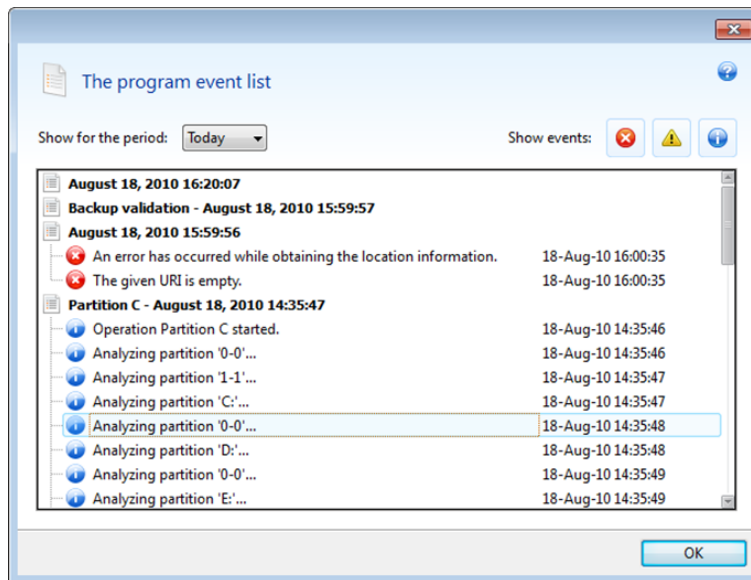 The program event list
Show for the period: Today Show events:
August 18, 2010 16:20:07
Backup validation - August 18, 2010 15:59:57
August 18, 2010 15:59:56
An error has occurred while obtaining the location information. 18-Aug-10 16:00:35
The given URI is empty. 18-Aug-10 16:00:35
Partition C - August 18, 2010 14:35:47
Operation Partition C started. 18-Aug-10 14:35:46
Analyzing partition '0-0'... 18-Aug-10 14:35:46
Analyzing partition '1-1'... 18-Aug-10 14:35:47
Analyzing partition 'C:'... 18-Aug-10 14:35:47
Analyzing partition '0-0'... 18-Aug-10 14:35:48
Analyzing partition 'D:'... 18-Aug-10 14:35:48
Analyzing partition '0-0'... 18-Aug-10 14:35:49
Analyzing partition 'E:'... 18-Aug-10 14:35:49
OK